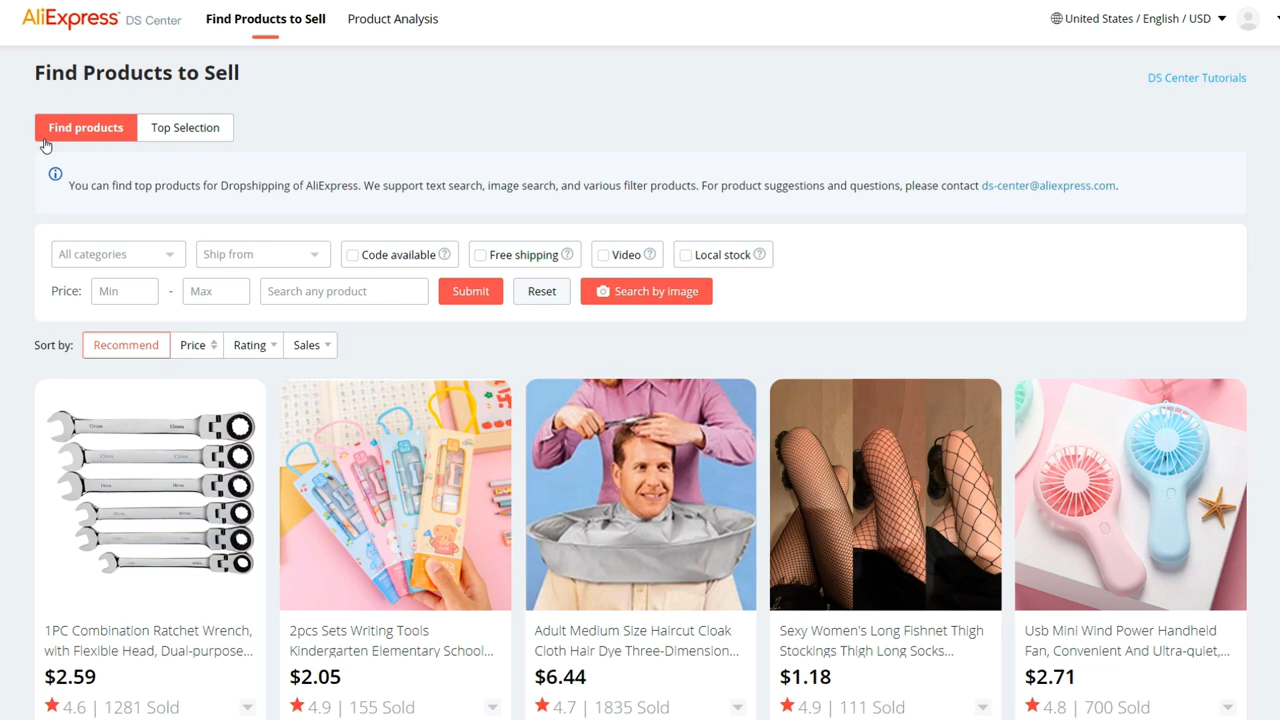 AliExpress DS Center
Find Products to Sell
Product Analysis
United States / English / USD
Find Products to Sell
DS Center Tutorials
Find products
Top Selection
You can find top products for Dropshipping of AliExpress. We support text search, image search, and various filter products. For product suggestions and questions, please contact ds-center@aliexpress.com.
All categories
Ship from
Code available
Free shipping
Video
Local stock
Price:
Min
-
Max
Search any product
Submit
Reset
Search by image
Sort by:
Recommend
Price
Rating
Sales
1PC Combination Ratchet Wrench,
with Flexible Head, Dual-purpose...
$2.59
4.6 | 1281 Sold
2pcs Sets Writing Tools
Kindergarten Elementary School...
$2.05
4.9 | 155 Sold
Adult Medium Size Haircut Cloak
Cloth Hair Dye Three-Dimension...
$6.44
4.7 | 1835 Sold
Sexy Women's Long Fishnet Thigh
Stockings Thigh Long Socks...
$1.18
4.9 | 111 Sold
Usb Mini Wind Power Handheld
Fan, Convenient And Ultra-quiet,...
$2.71
4.8 | 700 Sold